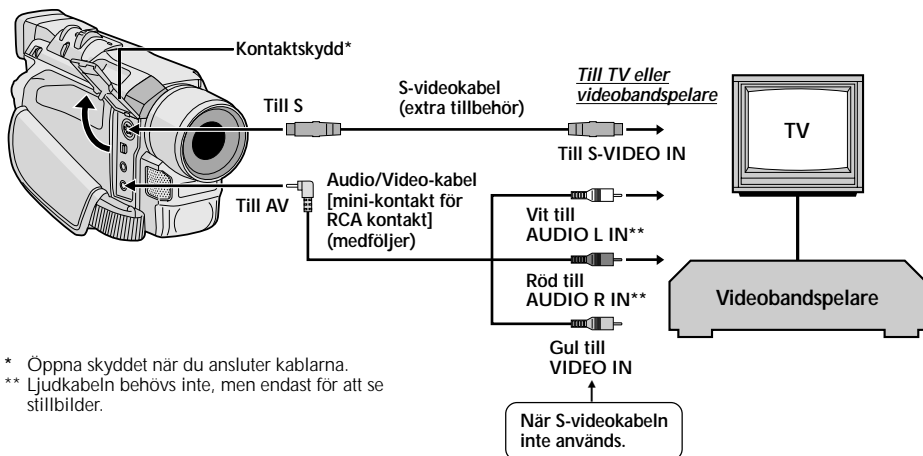 Kontaktskydd*
Till S
S-videokabel
(extra tillbehör)
Till TV eller
videobandspelare
Till S-VIDEO IN
TV
Till AV
Audio/Video-kabel
[mini-kontakt för
RCA kontakt]
(medföljer)
Vit till
AUDIO L IN**
Röd till
AUDIO R IN**
Gul till
VIDEO IN
Videobandspelare
När S-videokabeln
inte används.
* Öppna skyddet när du ansluter kablarna.
** Ljudkabeln behövs inte, men endast för att se
stillbilder.